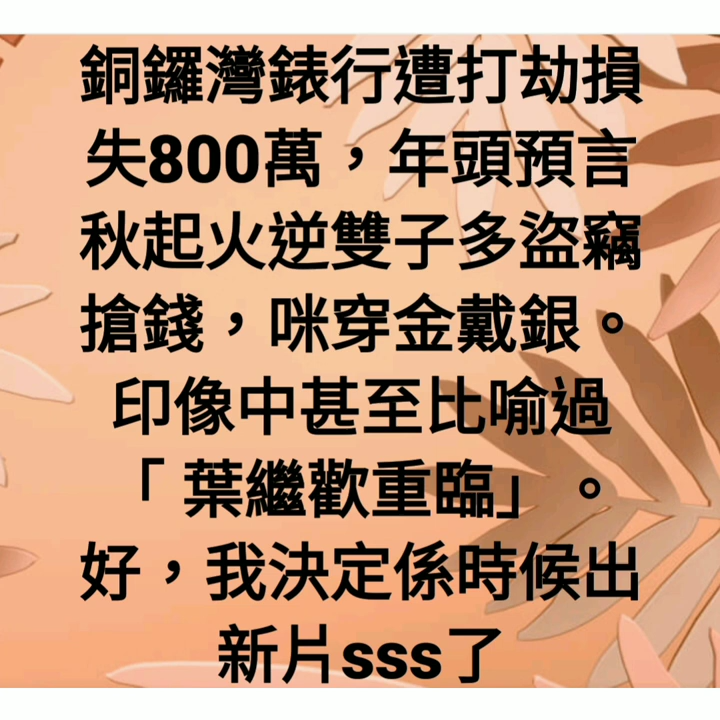 銅鑼灣錶行遭打劫損
失800萬，年頭預言
秋起火逆雙子多盜竊
搶錢，咪穿金戴銀。
印像中甚至比喻過
「 葉繼歡重臨」 。
好，我決定係時候出
新片sss了